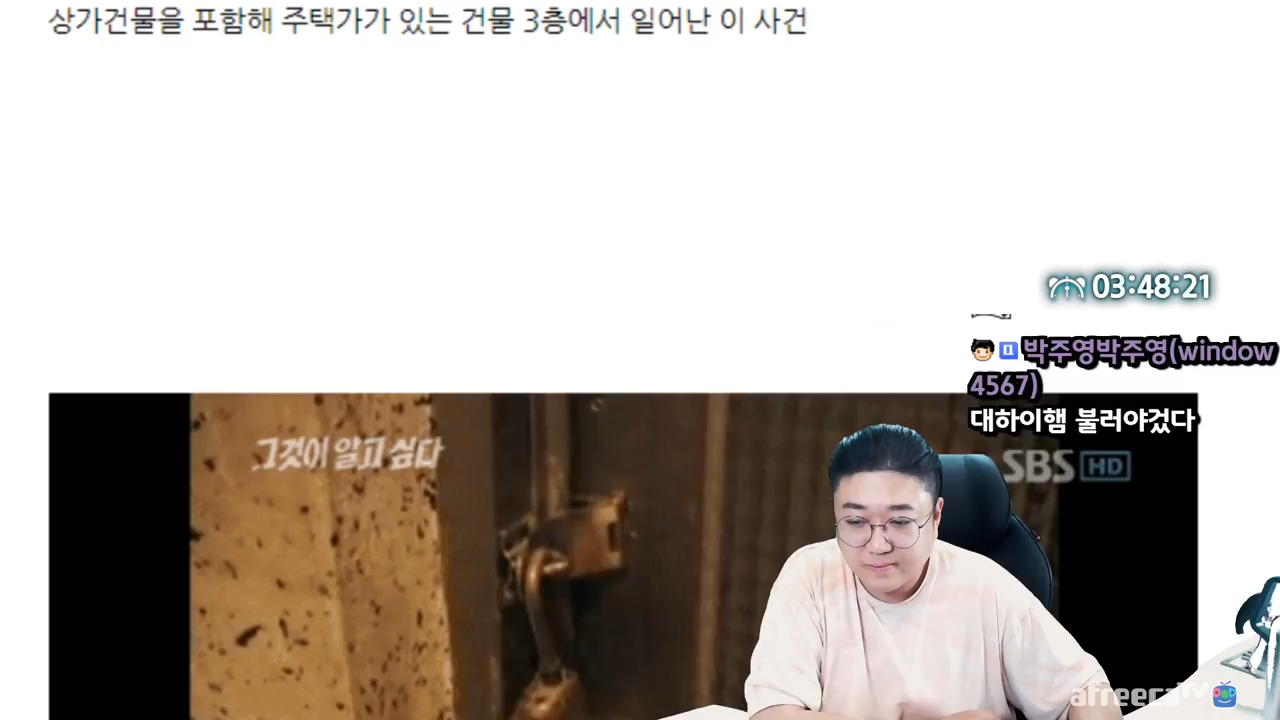 상가건물을 포함해 주택가가 있는 건물 3층에서 일어난 이 사건
03:48:21
박주영박주영(window
4567)
대하이햄 불러야겠다
그것이 알고싶다
SBS HD
afreecaTV